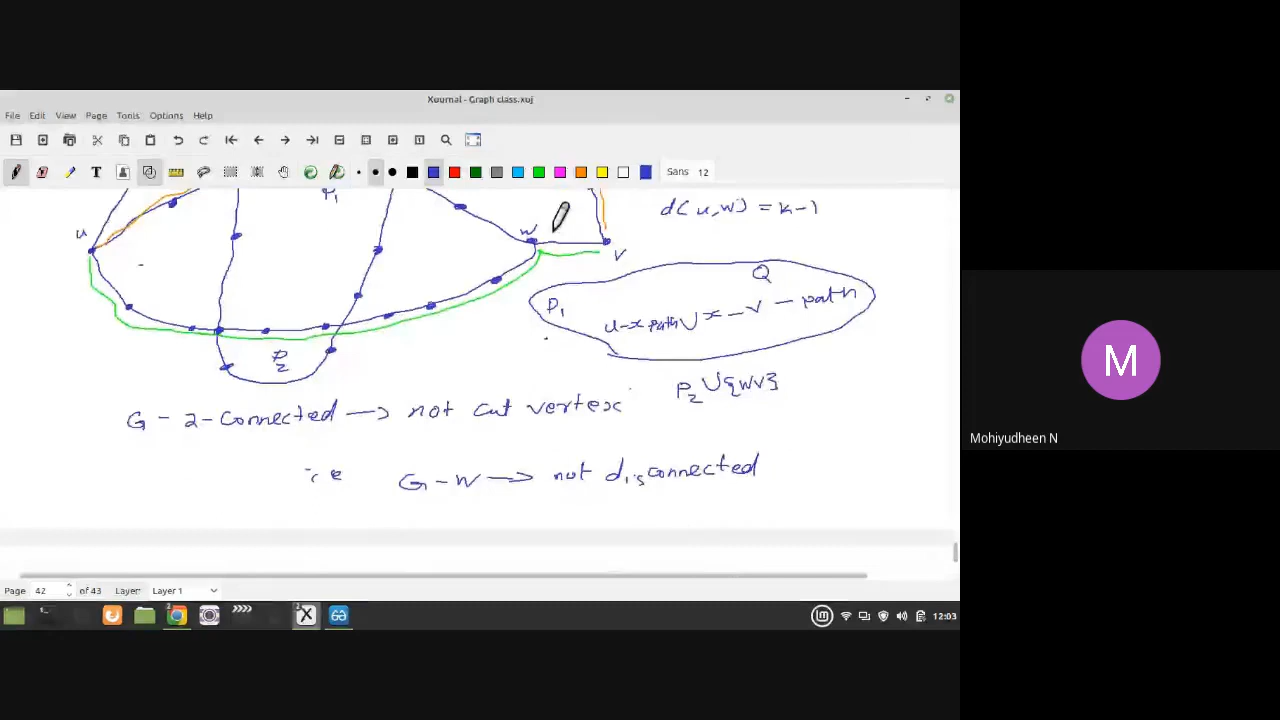 Xournal - Graph class.xoj
File Edit View Page Tools Options Help
Sans 12
P1
u
w
v
d(u,w) = k-1
Q
P1
u-x path ∪ x-v - path
P2
P2 ∪ {wv}
G - 2-connected → not cut vertex
i.e G-w → not disconnected
Mohiyudheen N
M
Page 42 of 43 Layer: Layer 1
12:03